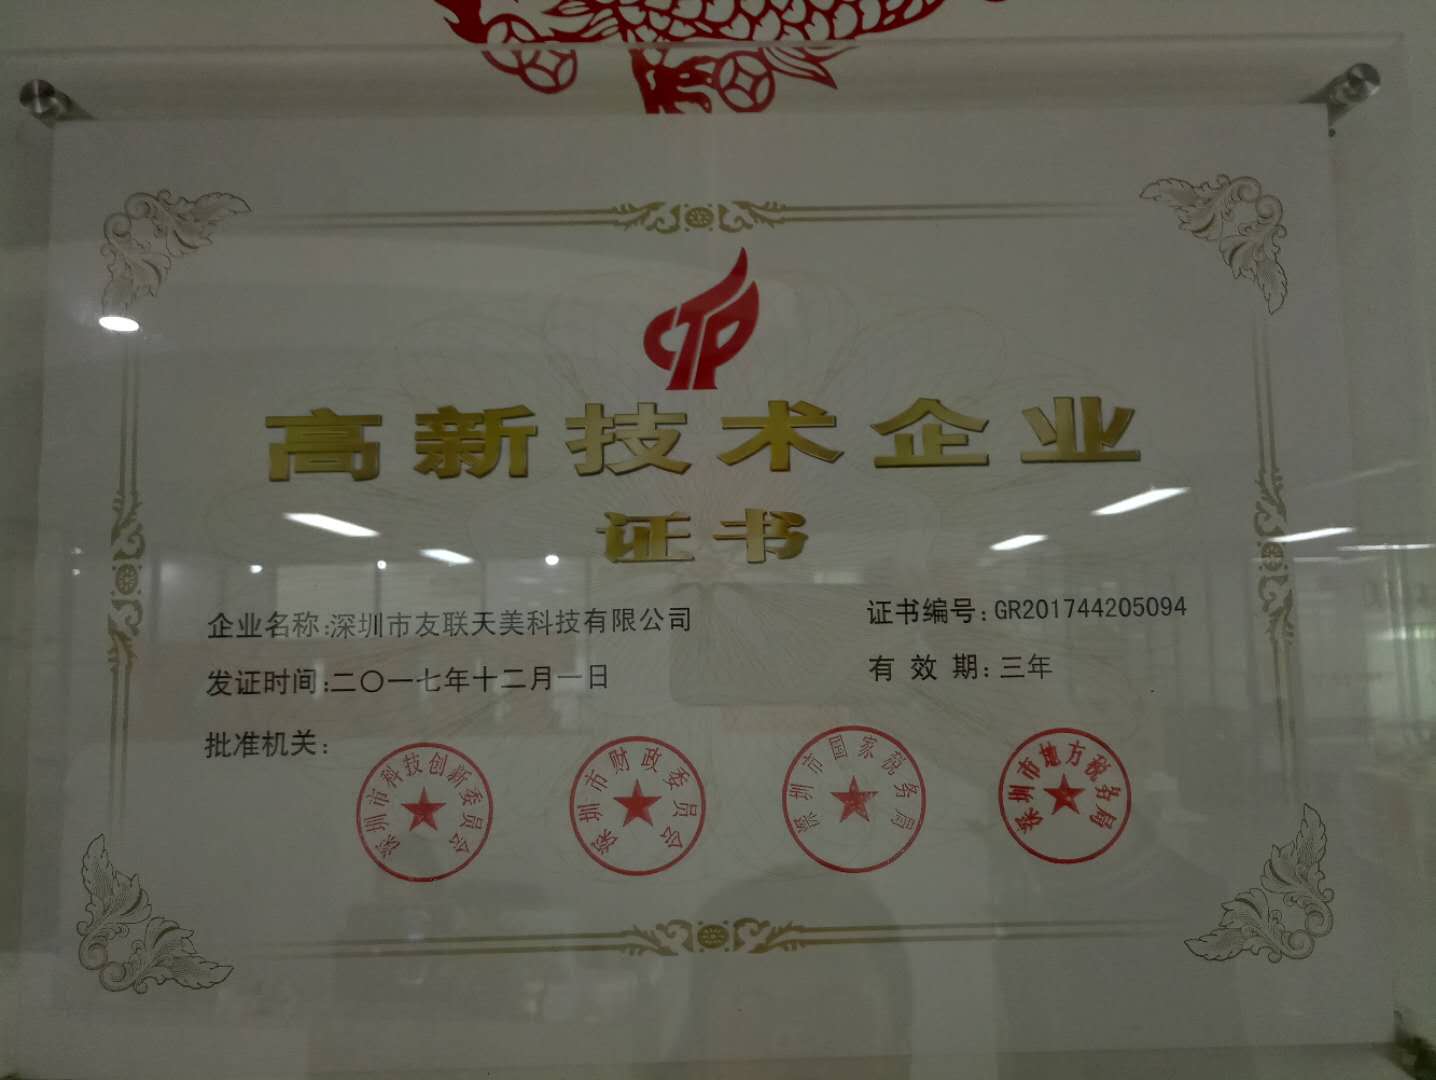 CTP
高新技术企业
证书
企业名称:深圳市友联天美科技有限公司
证书编号:GR201744205094
发证时间:二〇一七年十二月一日
有效期:三年
批准机关:
深圳市科技创新委员会
深圳市财政委员会
深圳市国家税务局
深圳市地方税务局